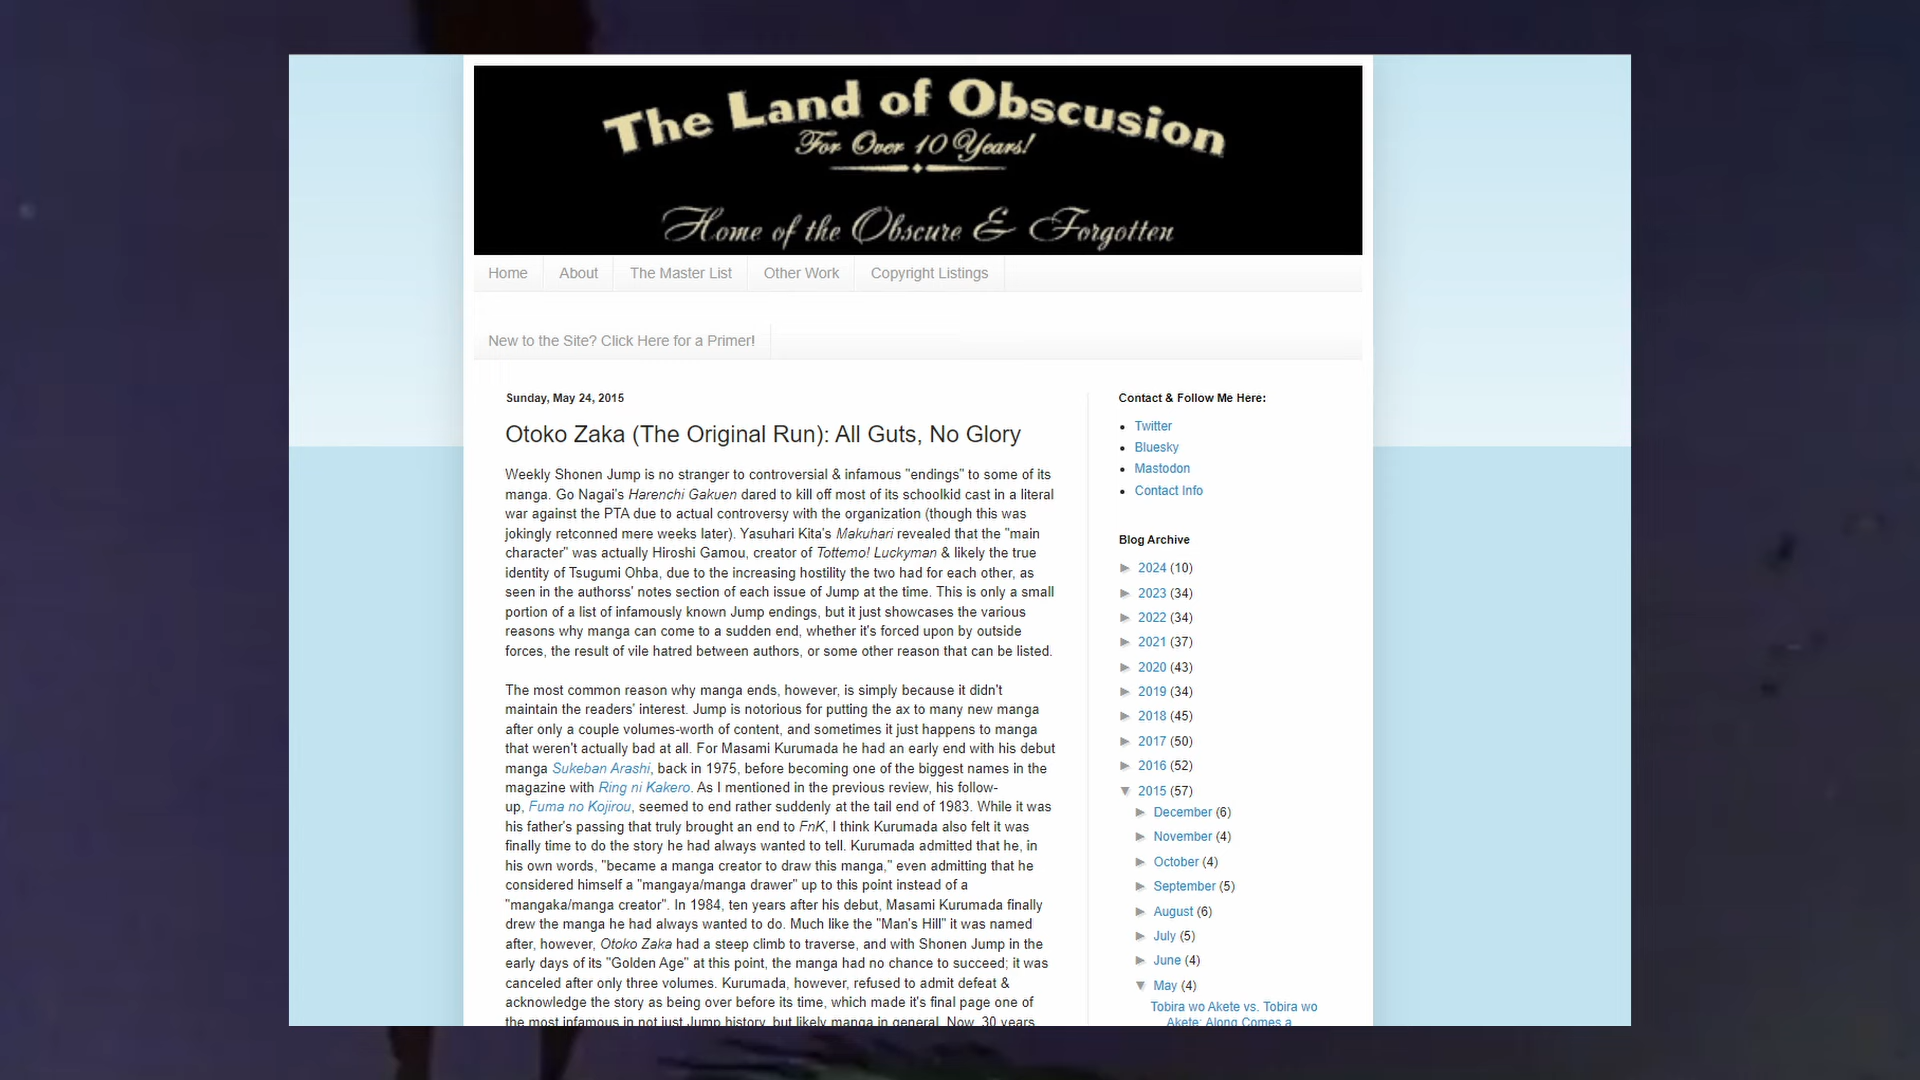 The Land of Obscusion
For Over 10 Years!
Home of the Obscure & Forgotten
Home
About
The Master List
Other Work
Copyright Listings
New to the Site? Click Here for a Primer!
Sunday, May 24, 2015
Otoko Zaka (The Original Run): All Guts, No Glory
Weekly Shonen Jump is no stranger to controversial & infamous "endings" to some of its
manga. Go Nagai's Harenchi Gakuen dared to kill off most of its schoolkid cast in a literal
war against the PTA due to actual controversy with the organization (though this was
jokingly retconned mere weeks later). Yasuhari Kita's Makuhari revealed that the "main
character" was actually Hiroshi Gamou, creator of Tottemo! Luckyman & likely the true
identity of Tsugumi Ohba, due to the increasing hostility the two had for each other, as
seen in the authorss' notes section of each issue of Jump at the time. This is only a small
portion of a list of infamously known Jump endings, but it just showcases the various
reasons why manga can come to a sudden end, whether it's forced upon by outside
forces, the result of vile hatred between authors, or some other reason that can be listed.
The most common reason why manga ends, however, is simply because it didn't
maintain the readers' interest. Jump is notorious for putting the ax to many new manga
after only a couple volumes-worth of content, and sometimes it just happens to manga
that weren't actually bad at all. For Masami Kurumada he had an early end with his debut
manga Sukeban Arashi, back in 1975, before becoming one of the biggest names in the
magazine with Ring ni Kakero. As I mentioned in the previous review, his follow-
up, Fuma no Kojirou, seemed to end rather suddenly at the tail end of 1983. While it was
his father's passing that truly brought an end to FnK, I think Kurumada also felt it was
finally time to do the story he had always wanted to tell. Kurumada admitted that he, in
his own words, "became a manga creator to draw this manga," even admitting that he
considered himself a "mangaya/manga drawer" up to this point instead of a
"mangaka/manga creator". In 1984, ten years after his debut, Masami Kurumada finally
drew the manga he had always wanted to do. Much like the "Man's Hill" it was named
after, however, Otoko Zaka had a steep climb to traverse, and with Shonen Jump in the
early days of its "Golden Age" at this point, the manga had no chance to succeed; it was
canceled after only three volumes. Kurumada, however, refused to admit defeat &
acknowledge the story as being over before its time, which made it's final page one of
the most infamous in not just Jump history, but likely manga in general. Now, 30 years
Contact & Follow Me Here:
Twitter
Bluesky
Mastodon
Contact Info
Blog Archive
2024 (10)
2023 (34)
2022 (34)
2021 (37)
2020 (43)
2019 (34)
2018 (45)
2017 (50)
2016 (52)
2015 (57)
December (6)
November (4)
October (4)
September (5)
August (6)
July (5)
June (4)
May (4)
Tobira wo Akete vs. Tobira wo
Akete: Along Comes a